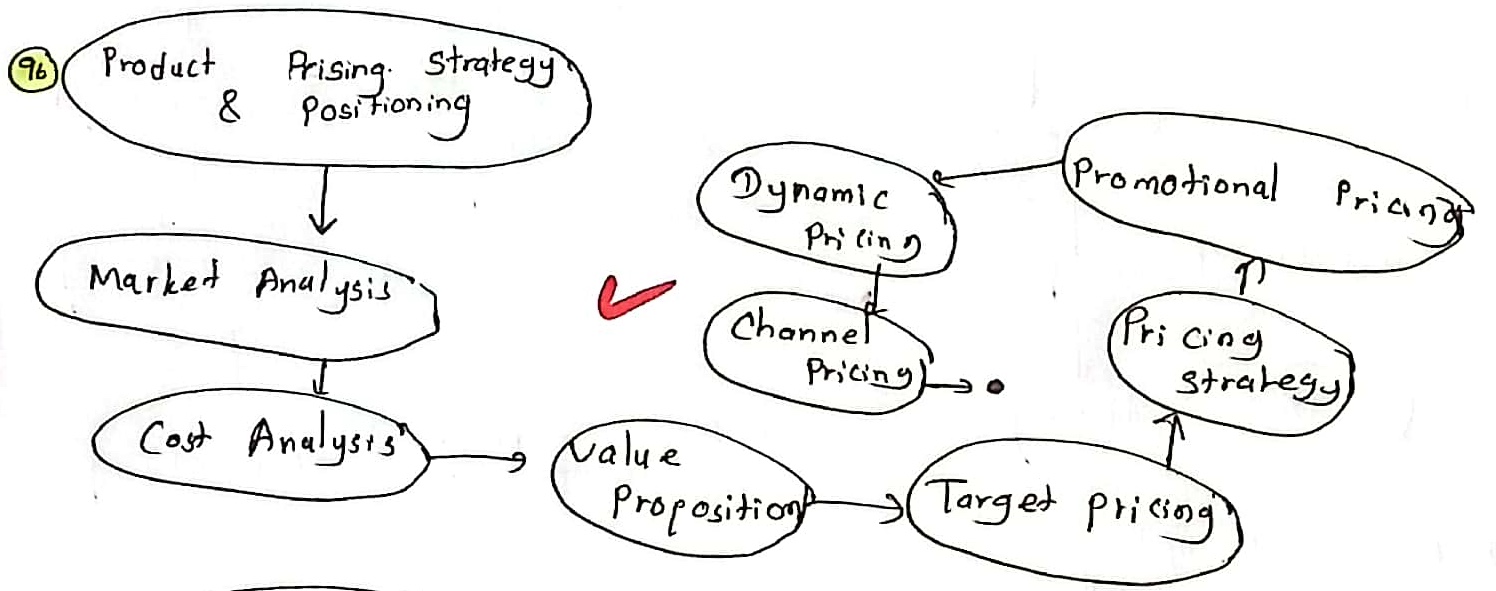 96
Product Prising Strategy
& Positioning
Market Analysis
Cost Analysis
Value
Proposition
Target Pricing
Pricing
Strategy
Promotional Pricing
Dynamic
Pricing
Channel
Pricing